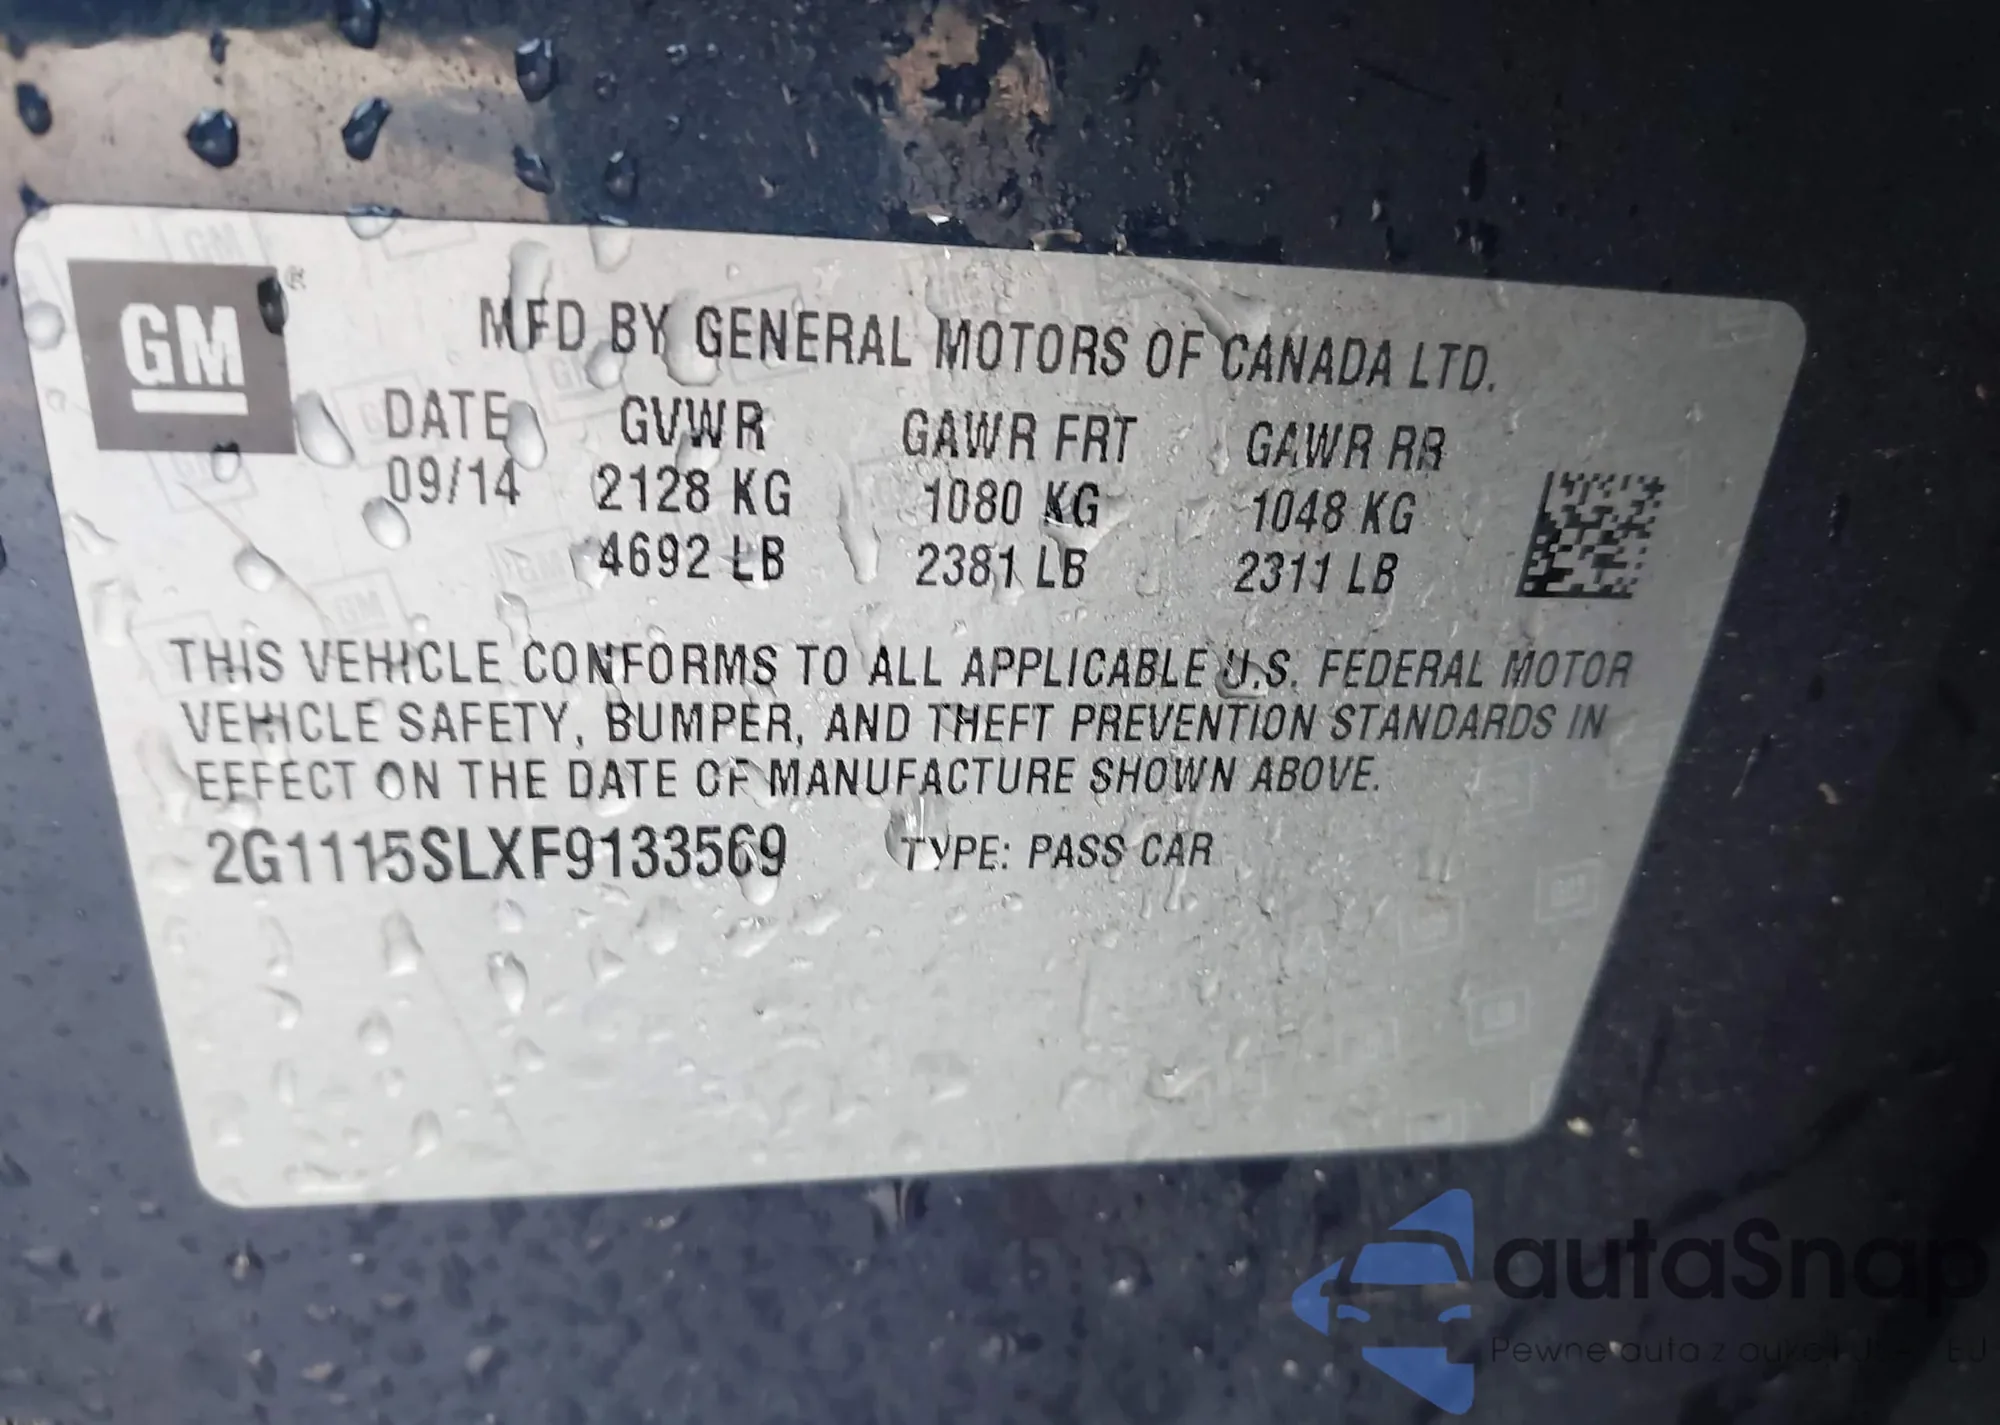 GM ®
MFD BY GENERAL MOTORS OF CANADA LTD.
DATE GVWR GAWR FRT GAWR RR
09/14 2128 KG 1080 KG 1048 KG
4692 LB 2381 LB 2311 LB
THIS VEHICLE CONFORMS TO ALL APPLICABLE U.S. FEDERAL MOTOR
VEHICLE SAFETY, BUMPER, AND THEFT PREVENTION STANDARDS IN
EFFECT ON THE DATE OF MANUFACTURE SHOWN ABOVE.
2G1115SLXF9133569 TYPE: PASS CAR
autaSnap
Pewne auta z EU